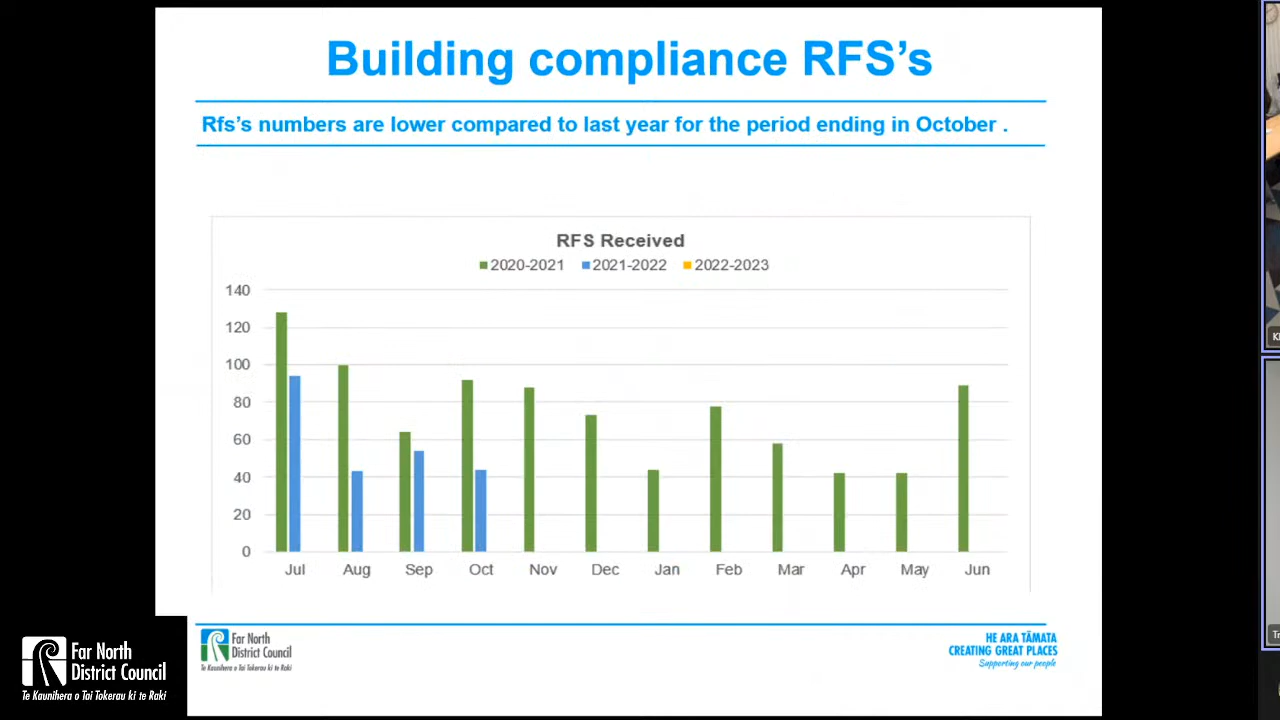 Building compliance RFS’s
Rfs’s numbers are lower compared to last year for the period ending in October .
RFS Received
2020-2021 2021-2022 2022-2023
140
120
100
80
60
40
20
0
Jul Aug Sep Oct Nov Dec Jan Feb Mar Apr May Jun
Far North
District Council
Te Kaunihera o Tai Tokerau ki te Raki
HE ARA TĀMATA
CREATING GREAT PLACES
Supporting our people
Far North
District Council
Te Kaunihera o Tai Tokerau ki te Raki